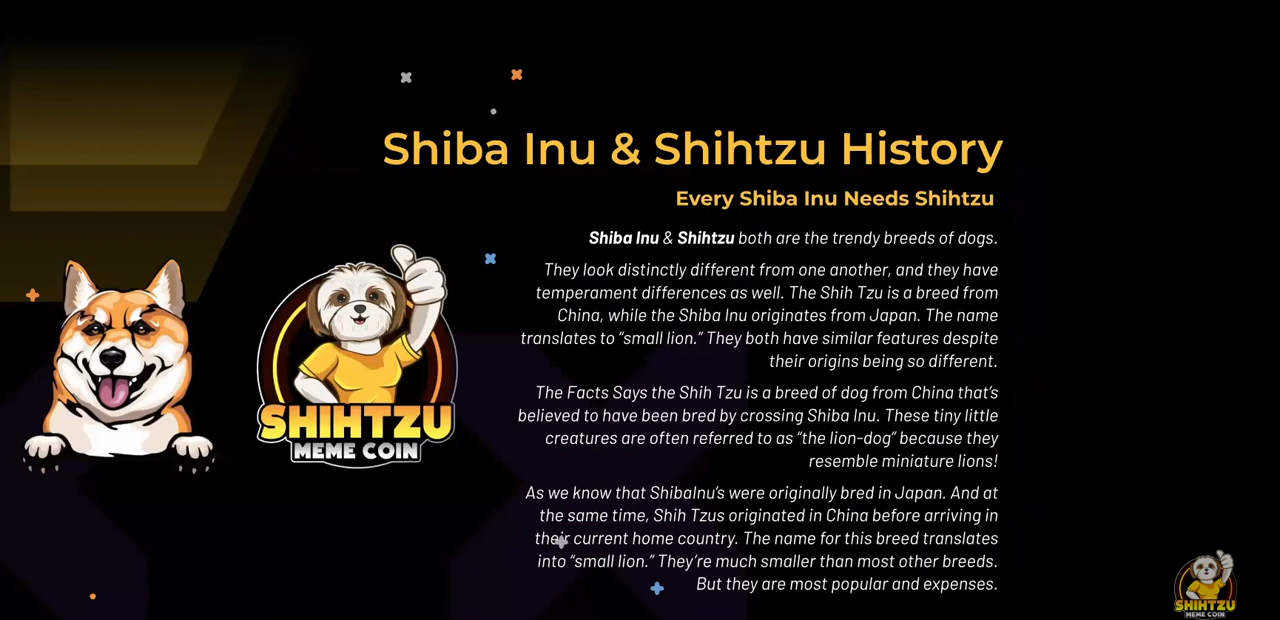 Shiba Inu & Shihtzu History
Every Shiba Inu Needs Shihtzu
Shiba Inu & Shihtzu both are the trendy breeds of dogs.
They look distinctly different from one another, and they have
temperament differences as well. The Shih Tzu is a breed from
China, while the Shiba Inu originates from Japan. The name
translates to “small lion.” They both have similar features despite
their origins being so different.
The Facts Says the Shih Tzu is a breed of dog from China that’s
believed to have been bred by crossing Shiba Inu. These tiny little
creatures are often referred to as “the lion-dog” because they
resemble miniature lions!
As we know that ShibaInu’s were originally bred in Japan. And at
the same time, Shih Tzus originated in China before arriving in
their current home country. The name for this breed translates
into “small lion.” They’re much smaller than most other breeds.
But they are most popular and expenses.
SHIHTZU
MEME COIN
SHIHTZU
MEME COIN